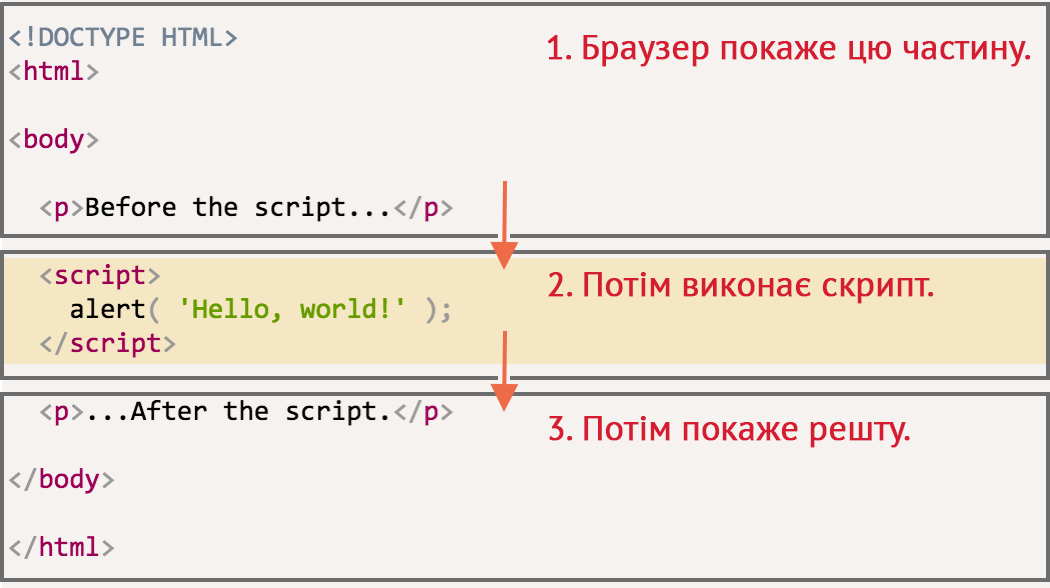 <!DOCTYPE HTML>
1. Браузер покаже цю частину.
<html>
<body>
<p>Before the script...</p>
<script>
2. Потім виконає скрипт.
alert( 'Hello, world!' );
</script>
<p>...After the script.</p>
3. Потім покаже решту.
</body>
</html>